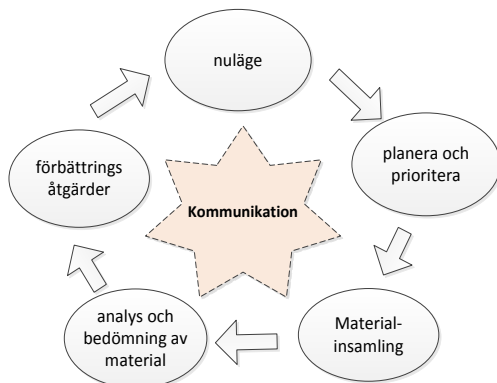 nuläge
planera och
prioritera
Material-
insamling
analys och
bedömning av
material
förbättrings
åtgärder
Kommunikation